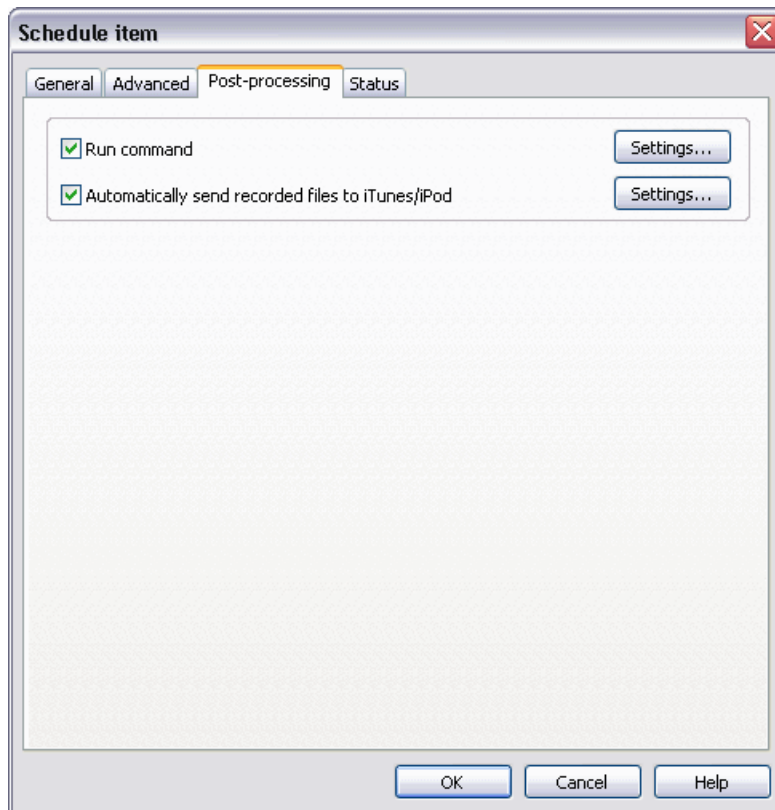 Schedule item
General Advanced Post-processing Status
Run command Settings...
Automatically send recorded files to iTunes/iPod Settings...
OK Cancel Help